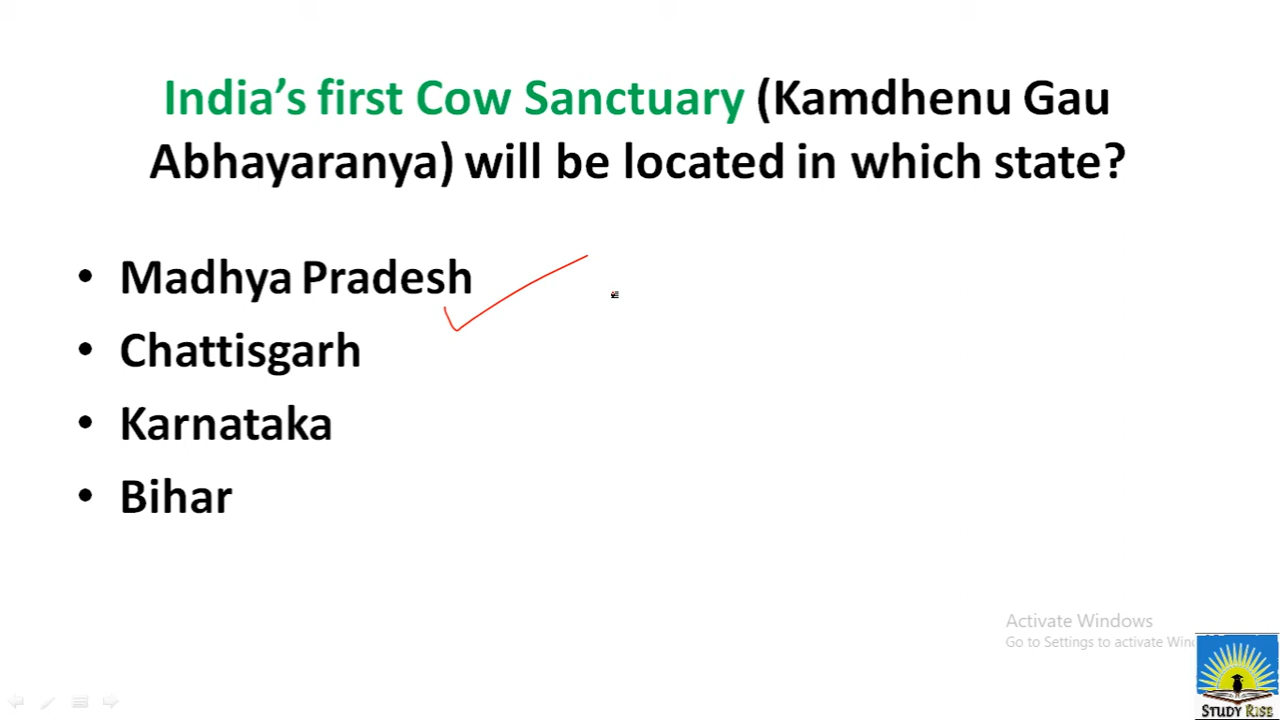 India's first Cow Sanctuary (Kamdhenu Gau
Abhayaranya) will be located in which state?
• Madhya Pradesh
• Chattisgarh
• Karnataka
• Bihar
Activate Windows
Go to Settings to activate
STUDY RISE